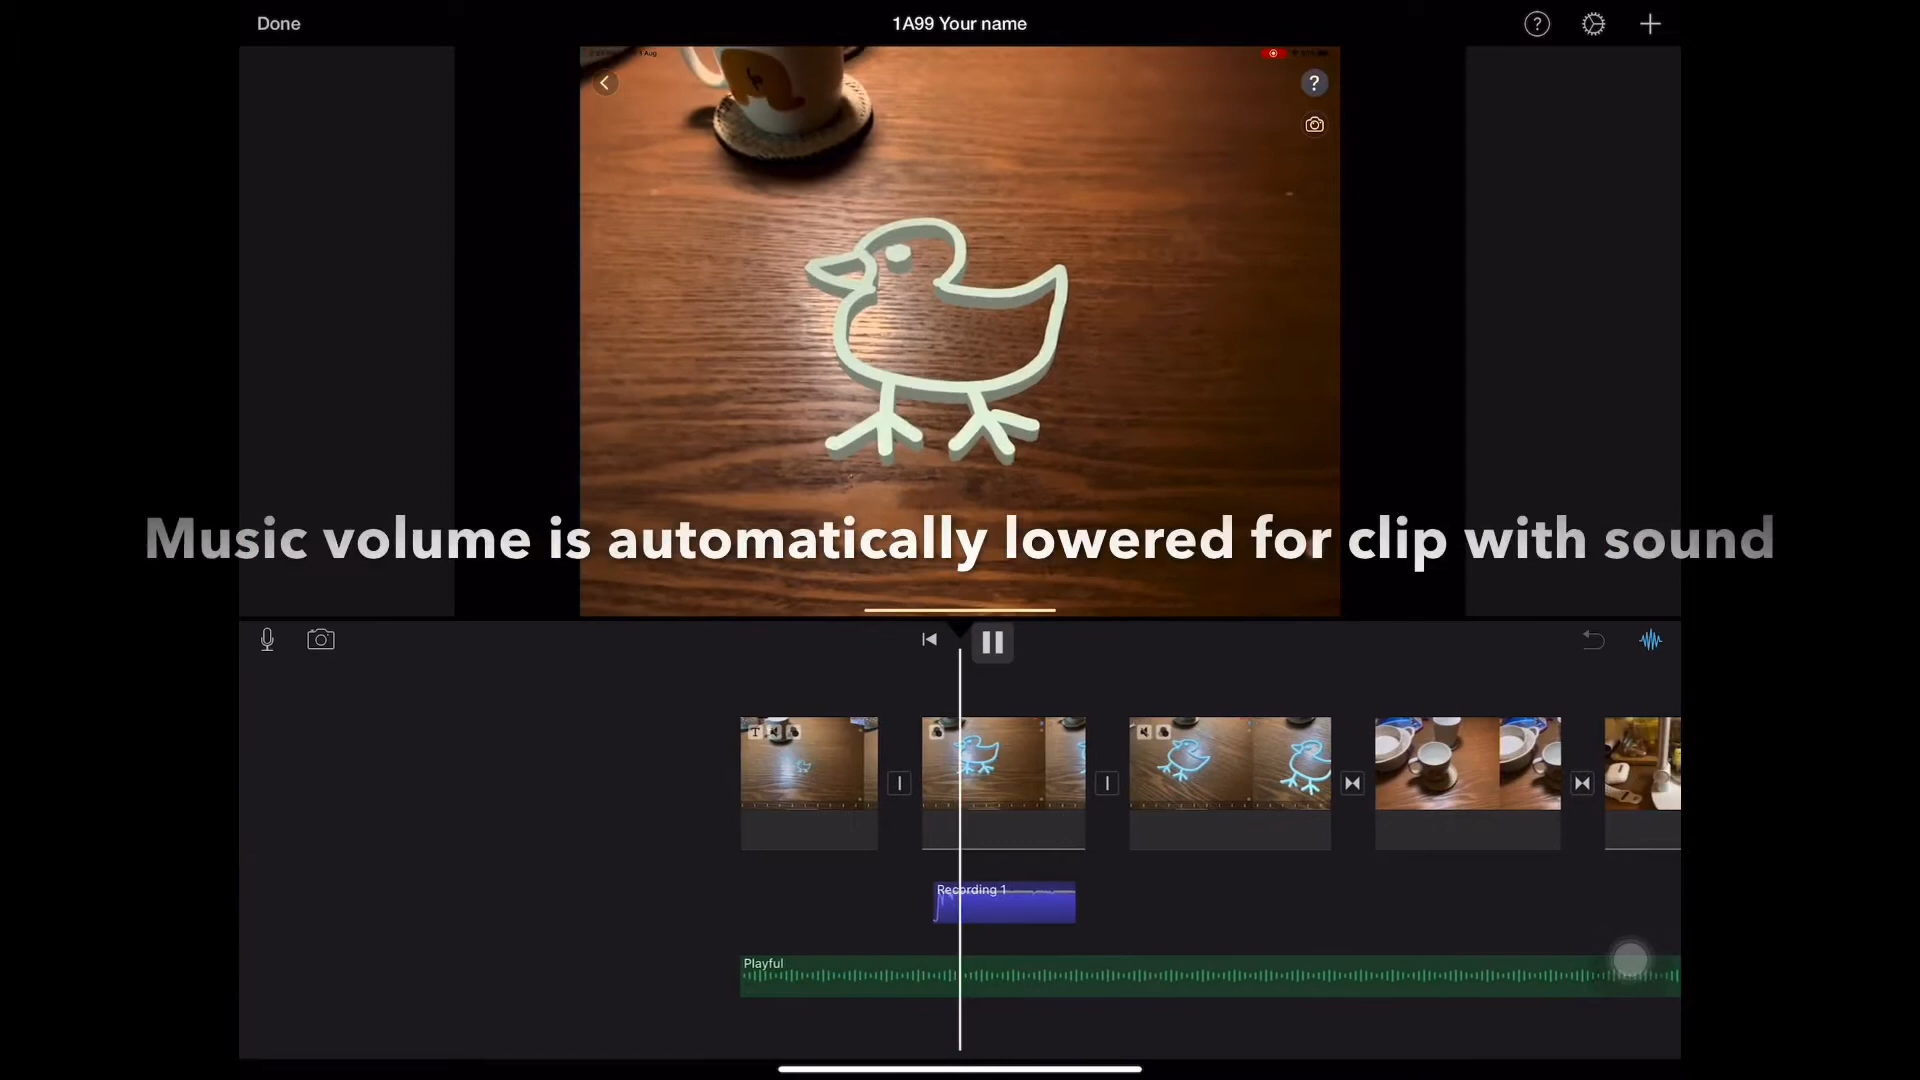 Done
1A99 Your name
?
?
Music volume is automatically lowered for clip with sound
T
Recording 1
Playful